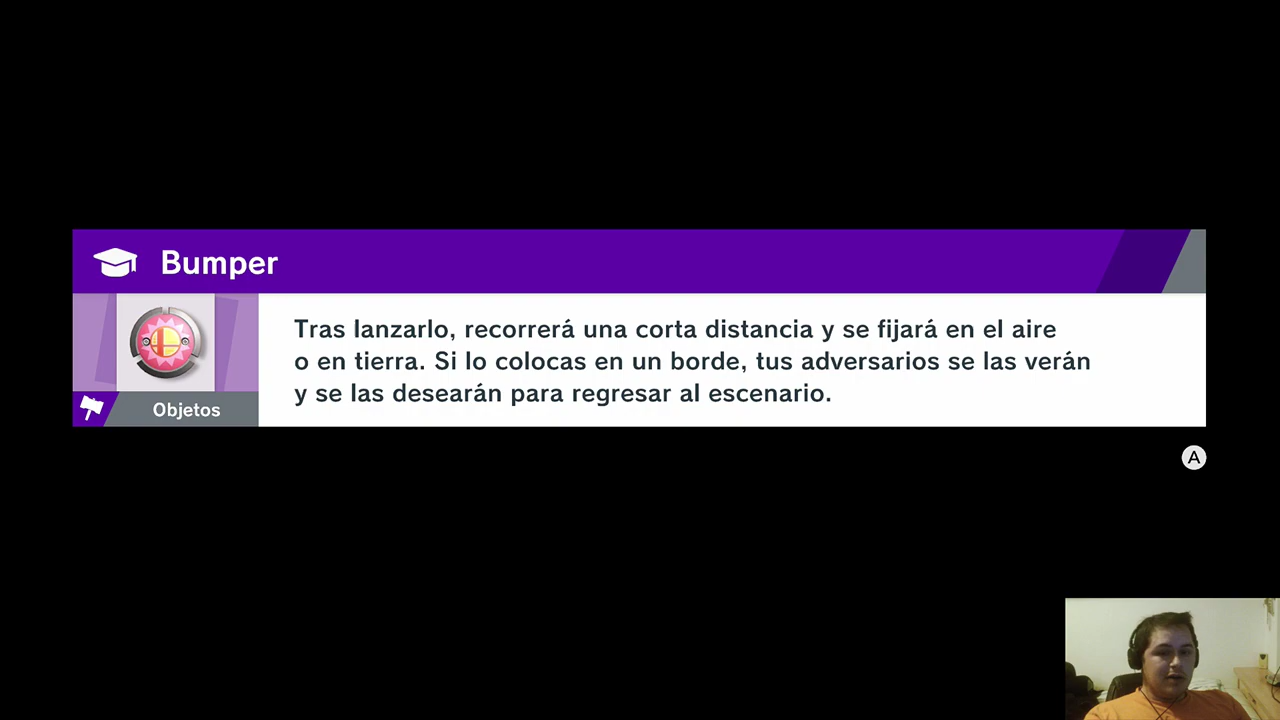 Bumper
Tras lanzarlo, recorrerá una corta distancia y se fijará en el aire
o en tierra. Si lo colocas en un borde, tus adversarios se las verán
y se las desearán para regresar al escenario.
Objetos
A